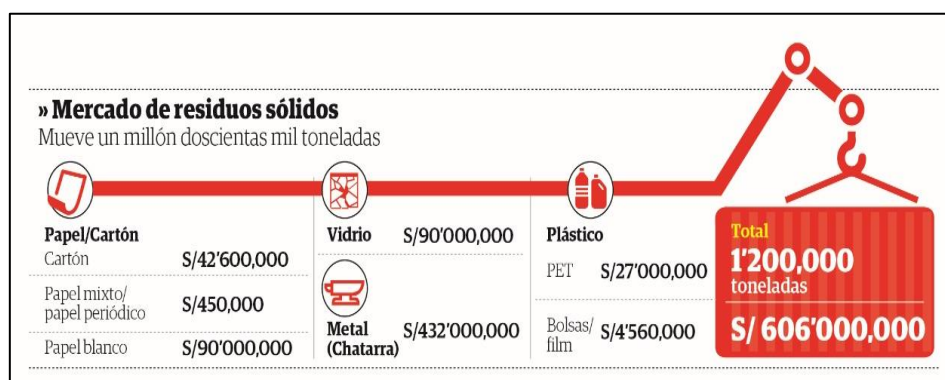 » Mercado de residuos sólidos
Mueve un millón doscientas mil toneladas
Papel/Cartón
Cartón S/42'600,000
Papel mixto/
papel periódico S/450,000
Papel blanco S/90'000,000
Vidrio S/90'000,000
Metal
(Chatarra) S/432'000,000
Plástico
PET S/27'000,000
Bolsas/
film S/4'560,000
Total
1'200,000
toneladas
S/ 606'000,000